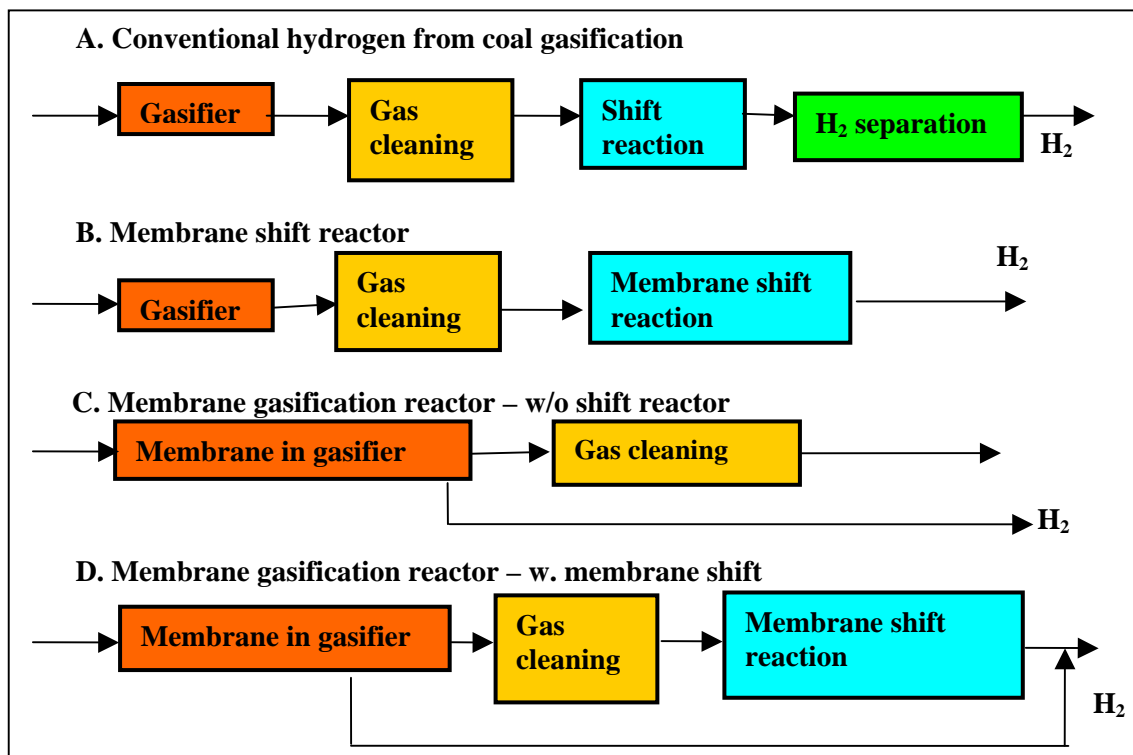 A. Conventional hydrogen from coal gasification
Gasifier
Gas
cleaning
Shift
reaction
H₂ separation
H₂
B. Membrane shift reactor
Gasifier
Gas
cleaning
Membrane shift
reaction
H₂
C. Membrane gasification reactor – w/o shift reactor
Membrane in gasifier
Gas cleaning
H₂
D. Membrane gasification reactor – w. membrane shift
Membrane in gasifier
Gas
cleaning
Membrane shift
reaction
H₂